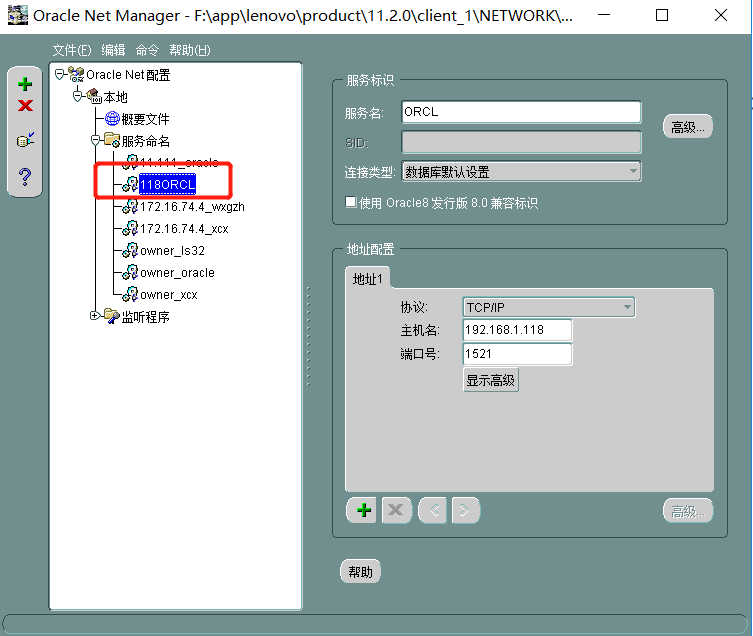 Oracle Net Manager - F:\app\lenovo\product\11.2.0\client_1\NETWORK\...
文件(F) 编辑 命令 帮助(H)
Oracle Net 配置
本地
概要文件
服务命名
11.111_oracle
118ORCL
172.16.74.4_wxgzh
172.16.74.4_xcx
owner_ls32
owner_oracle
owner_xcx
监听程序
服务标识
服务名: ORCL
高级...
SID:
连接类型: 数据库默认设置
使用 Oracle8 发行版 8.0 兼容标识
地址配置
地址1
协议: TCP/IP
主机名: 192.168.1.118
端口号: 1521
显示高级
高级...
帮助